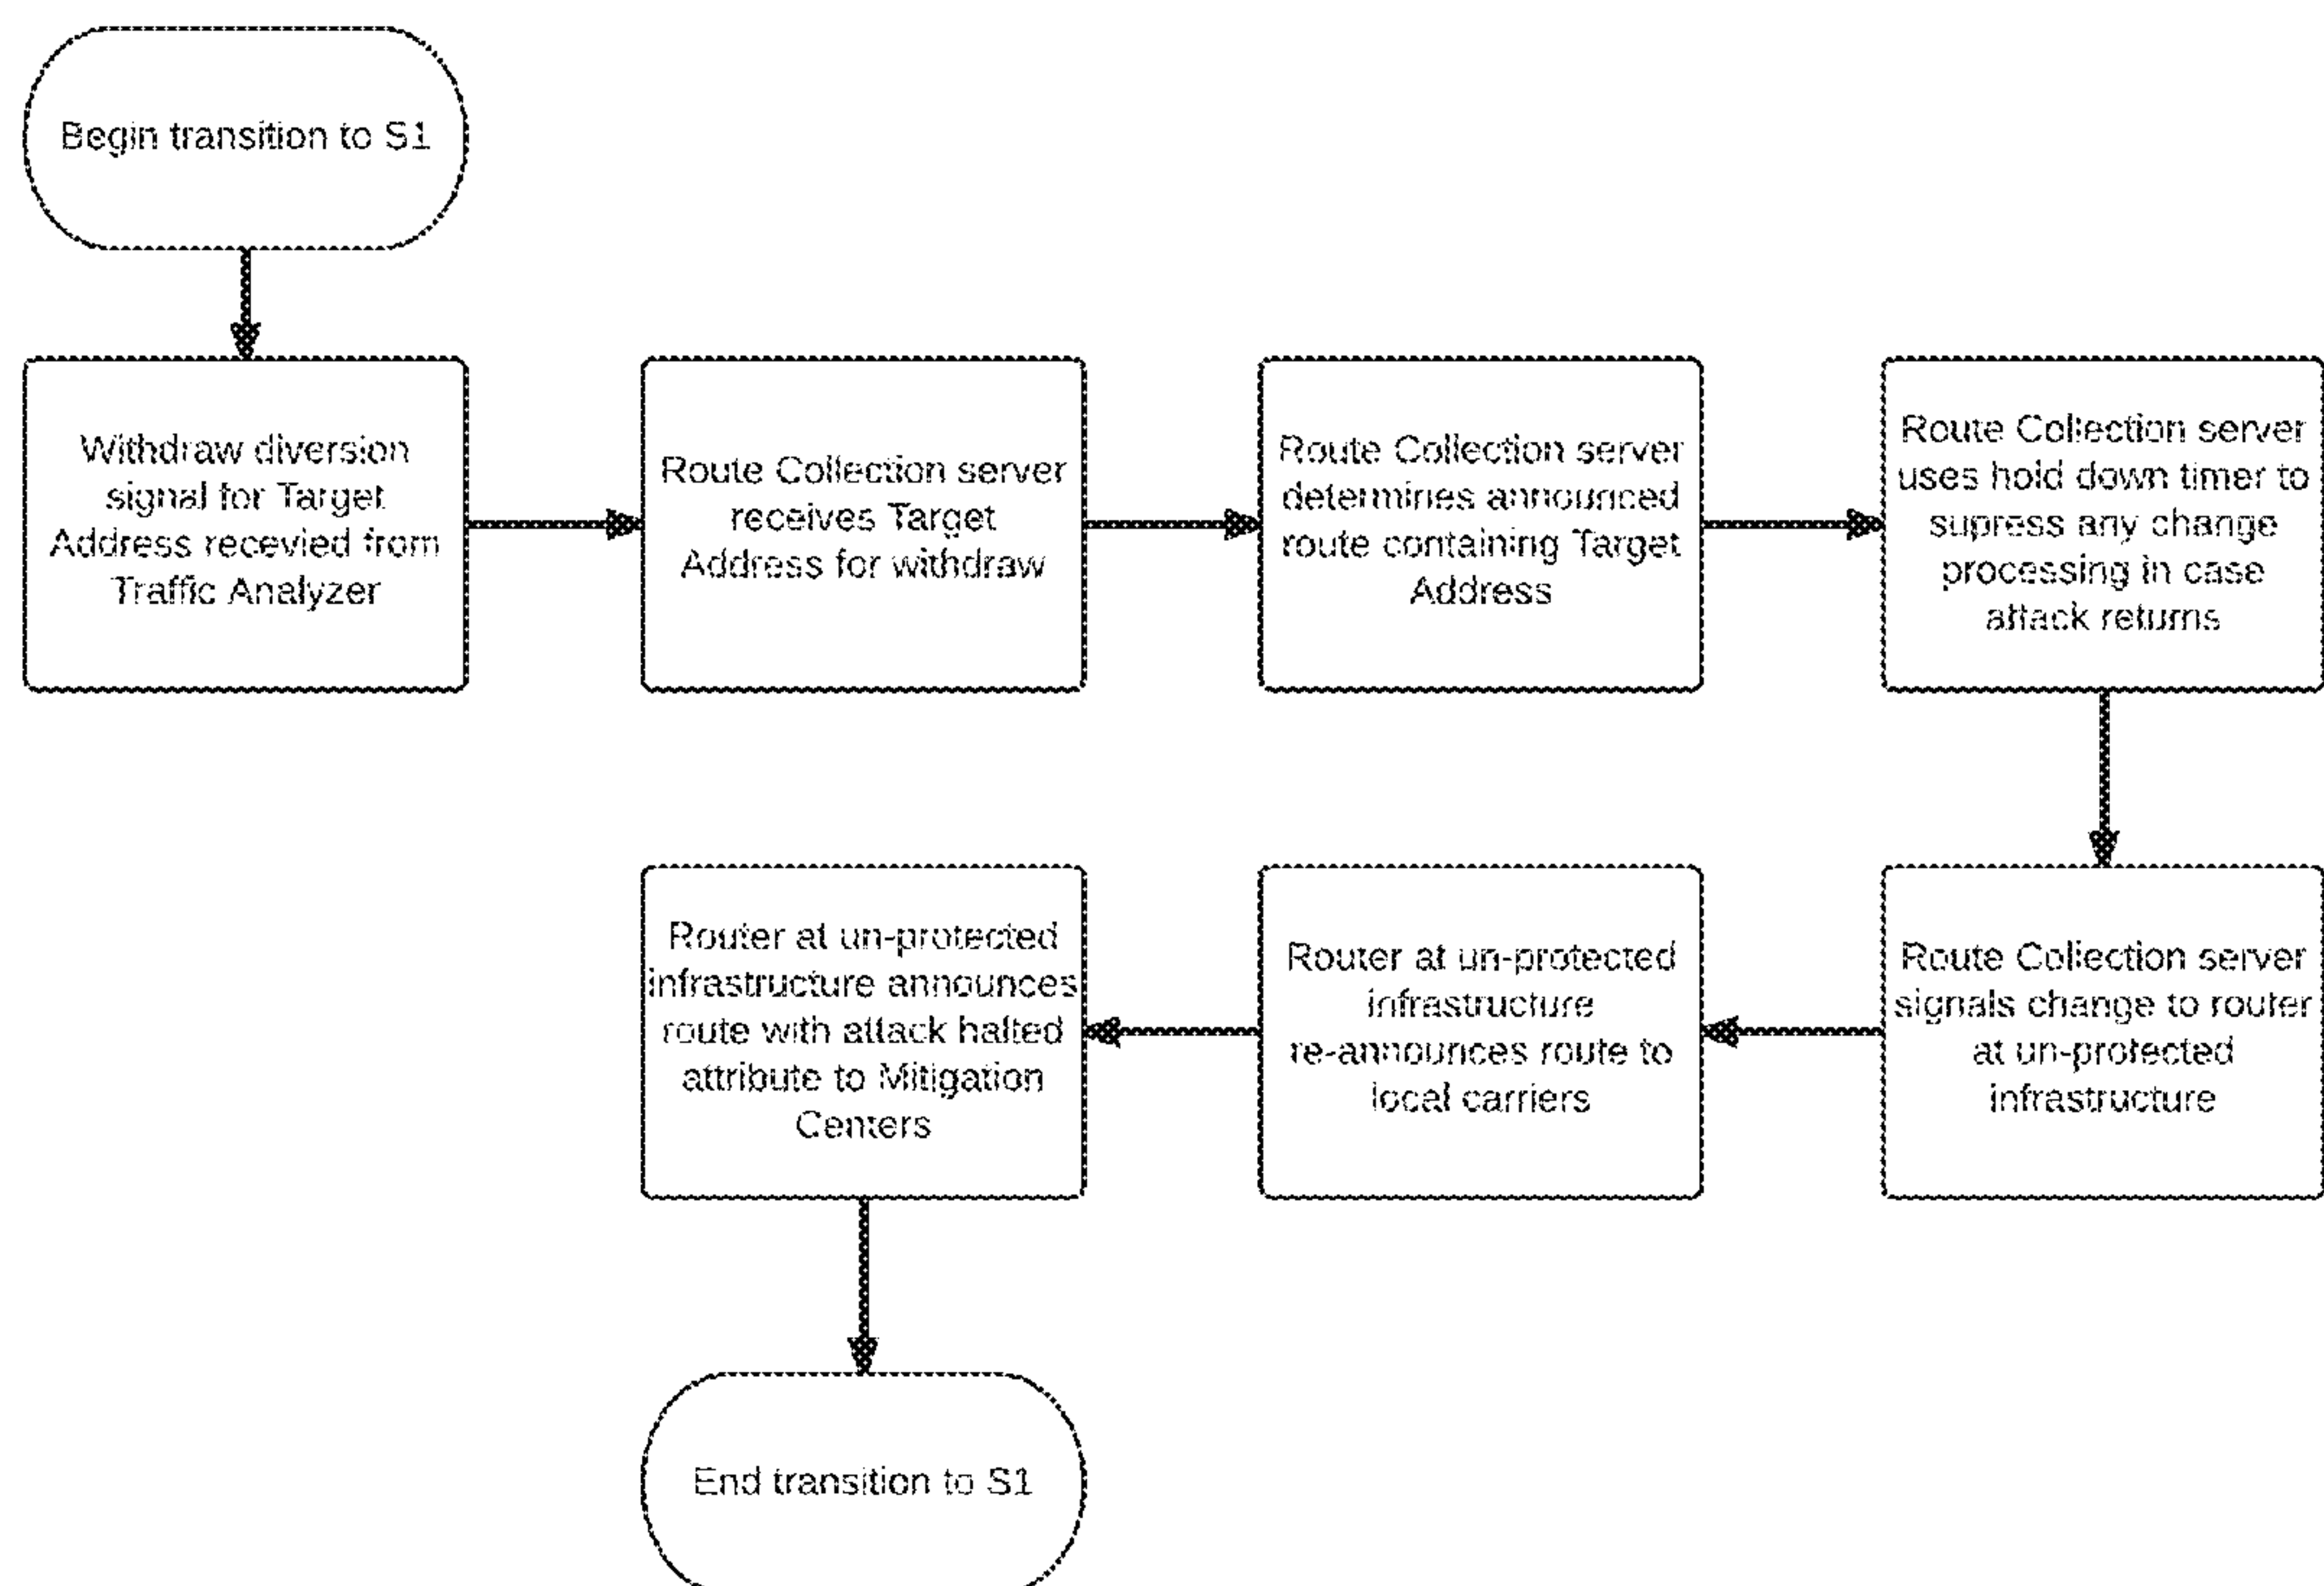 Begin transition to S1
Withdraw diversion
signal for Target
Address recevied from
Traffic Analyzer
Route Collection server
receives Target
Address for withdraw
Route Collection server
determines announced
route containing Target
Address
Route Collection server
uses hold down timer to
supress any change
processing in case
attack returns
Route Collection server
signals change to router
at un-protected
infrastructure
Router at un-protected
infrastructure
re-announces route to
local carriers
Router at un-protected
infrastructure announces
route with attack halted
attribute to Mitigation
Centers
End transition to S1